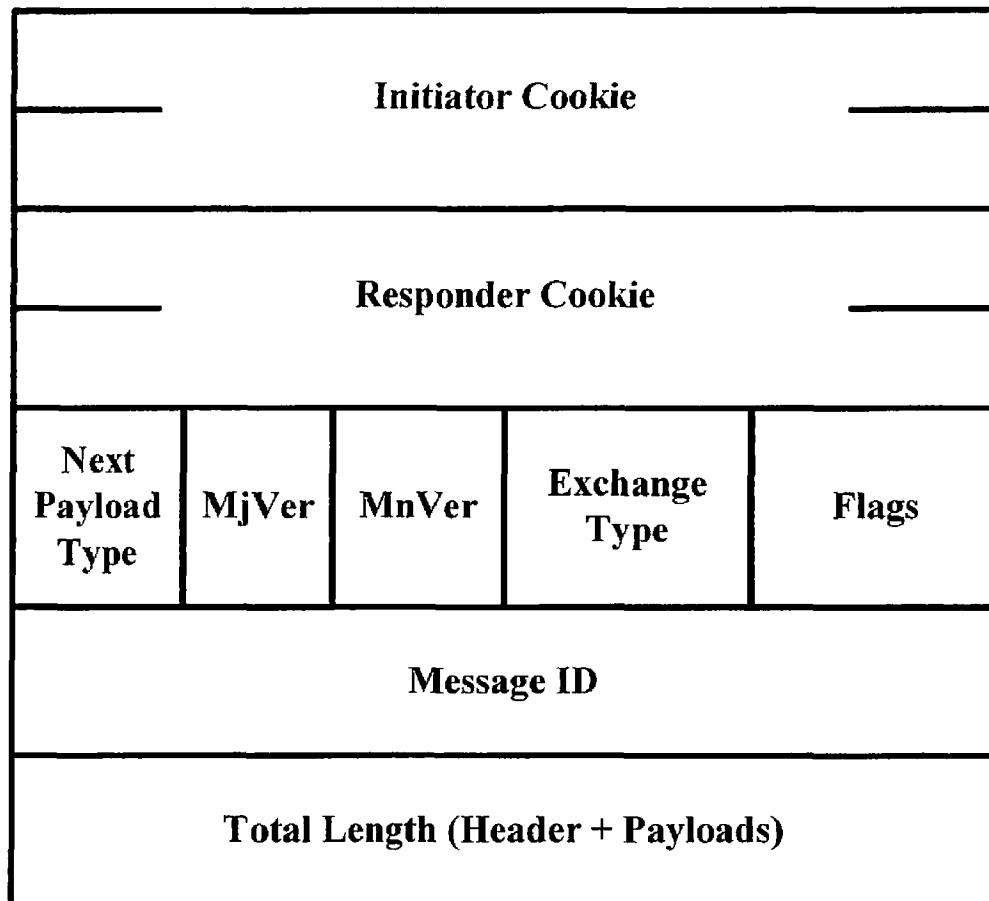 Initiator Cookie
Responder Cookie
Next
Payload
Type
MjVer
MnVer
Exchange
Type
Flags
Message ID
Total Length (Header + Payloads)